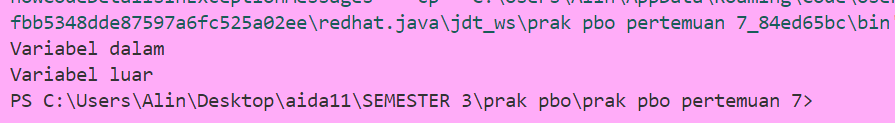 fbb5348dde87597a6fc525a02ee\redhat.java\jdt_ws\prak pbo pertemuan 7_84ed65bc\bin
Variabel dalam
Variabel luar
PS C:\Users\Alin\Desktop\aida11\SEMESTER 3\prak pbo\prak pbo pertemuan 7>